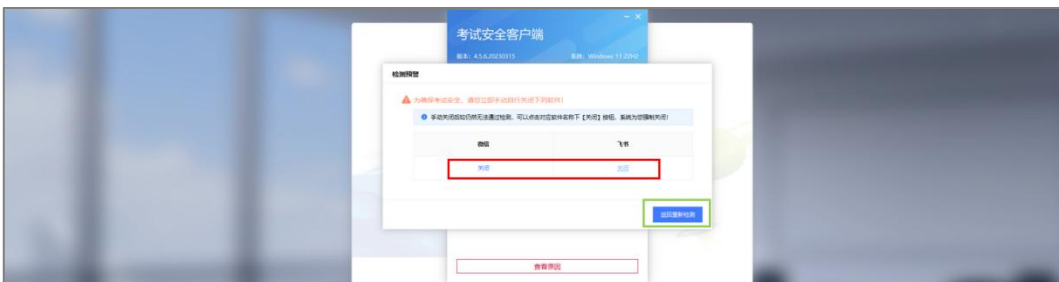 考试安全客户端
版本: 4.5.6.20230315 系统: Windows 11 22H2
检测预警
为确保考试安全，请您立即手动自行关闭下列软件！
手动关闭后如仍然无法通过检测，可以点击对应软件名称下【关闭】按钮，系统为您强制关闭！
微信 飞书
关闭 关闭
返回重新检测
查看原因